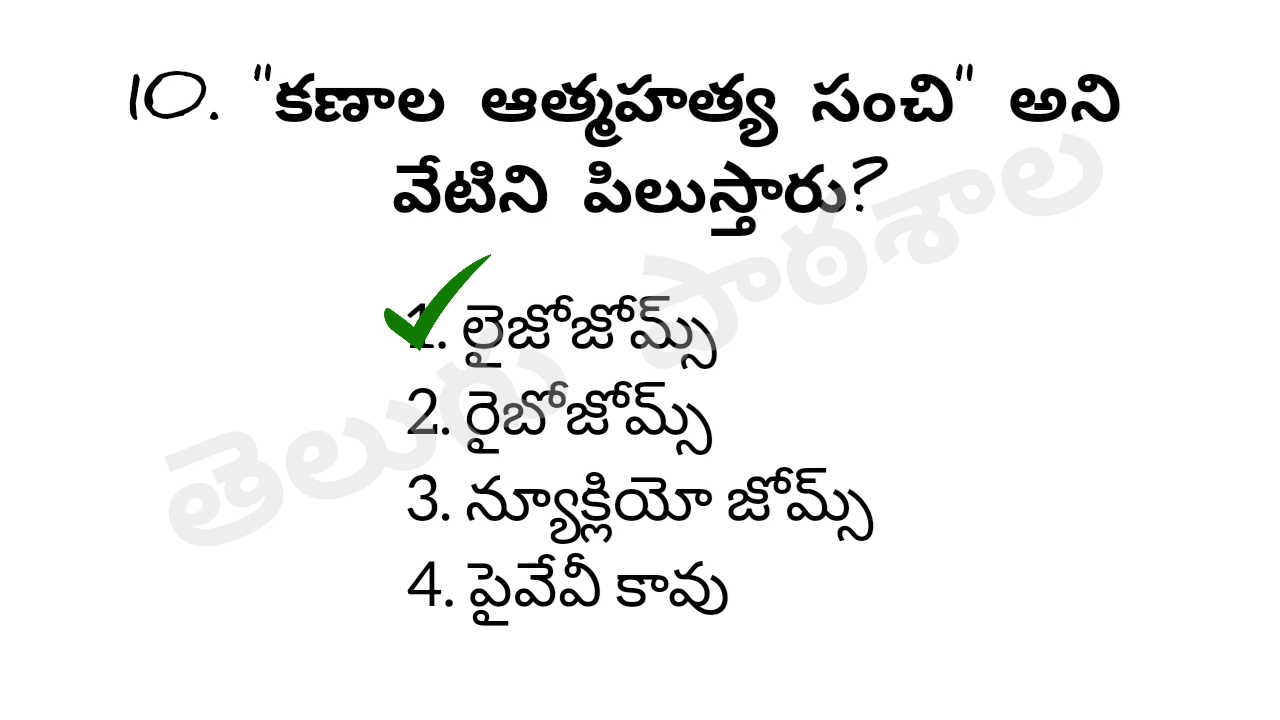 10. "కణాల ఆత్మహత్య సంచి" అని
వేటిని పిలుస్తారు?
1. లైజోజోమ్స్
2. రైబోజోమ్స్
3. న్యూక్లియో జోమ్స్
4. పైవేవీ కావు
తెలుగు పాఠశాల